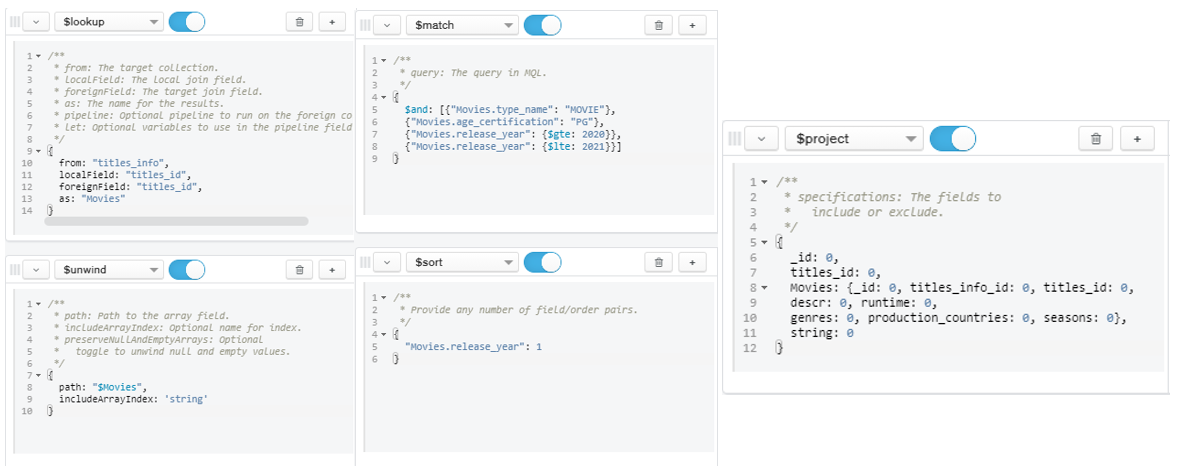 $lookup
1 /**
2 * from: The target collection.
3 * localField: The local join field.
4 * foreignField: The target join field.
5 * as: The name for the results.
6 * pipeline: Optional pipeline to run on the foreign co
7 * let: Optional variables to use in the pipeline field
8 */
9 {
10 from: "titles_info",
11 localField: "titles_id",
12 foreignField: "titles_id",
13 as: "Movies"
14 }
$unwind
1 /**
2 * path: Path to the array field.
3 * includeArrayIndex: Optional name for index.
4 * preserveNullAndEmptyArrays: Optional
5 * toggle to unwind null and empty values.
6 */
7 {
8 path: "$Movies",
9 includeArrayIndex: 'string'
10 }
$match
1 /**
2 * query: The query in MQL.
3 */
4 {
5 $and: [{"Movies.type_name": "MOVIE"},
6 {"Movies.age_certification": "PG"},
7 {"Movies.release_year": {$gte: 2020}},
8 {"Movies.release_year": {$lte: 2021}}]
9 }
$sort
1 /**
2 * Provide any number of field/order pairs.
3 */
4 {
5 "Movies.release_year": 1
6 }
$project
1 /**
2 * specifications: The fields to
3 * include or exclude.
4 */
5 {
6 _id: 0,
7 titles_id: 0,
8 Movies: {_id: 0, titles_info_id: 0, titles_id: 0,
9 descr: 0, runtime: 0,
10 genres: 0, production_countries: 0, seasons: 0},
11 string: 0
12 }